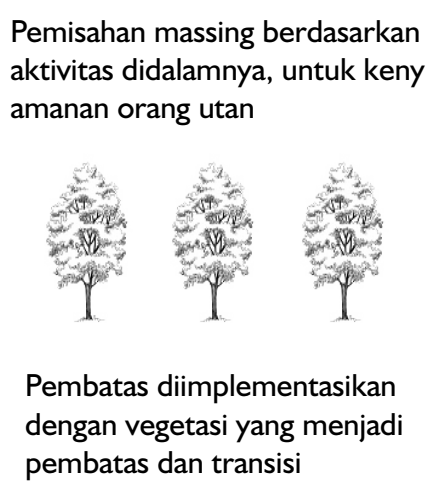 Pemisahan massing berdasarkan
aktivitas didalamnya, untuk keny
amanan orang utan
Pembatas diimplementasikan
dengan vegetasi yang menjadi
pembatas dan transisi